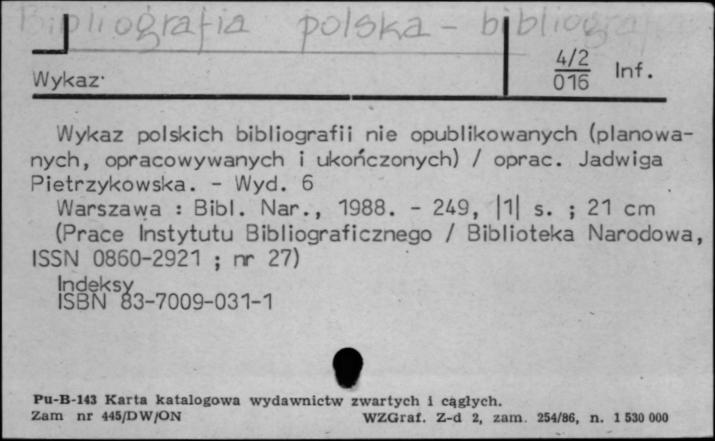 Bibliografia polska - bibliografia
4/2
016 Inf.
Wykaz
Wykaz polskich bibliografii nie opublikowanych (planowa-
nych, opracowywanych i ukończonych) / oprac. Jadwiga
Pietrzykowska. - Wyd. 6
Warszawa : Bibl. Nar., 1988. - 249, |1| s. ; 21 cm
(Prace Instytutu Bibliograficznego / Biblioteka Narodowa,
ISSN 0860-2921 ; nr 27)
Indeksy
ISBN 83-7009-031-1
Pu-B-143 Karta katalogowa wydawnictw zwartych i ciągłych.
Zam nr 445/DW/ON WZGraf. Z-d 2, zam. 254/86, n. 1 530 000